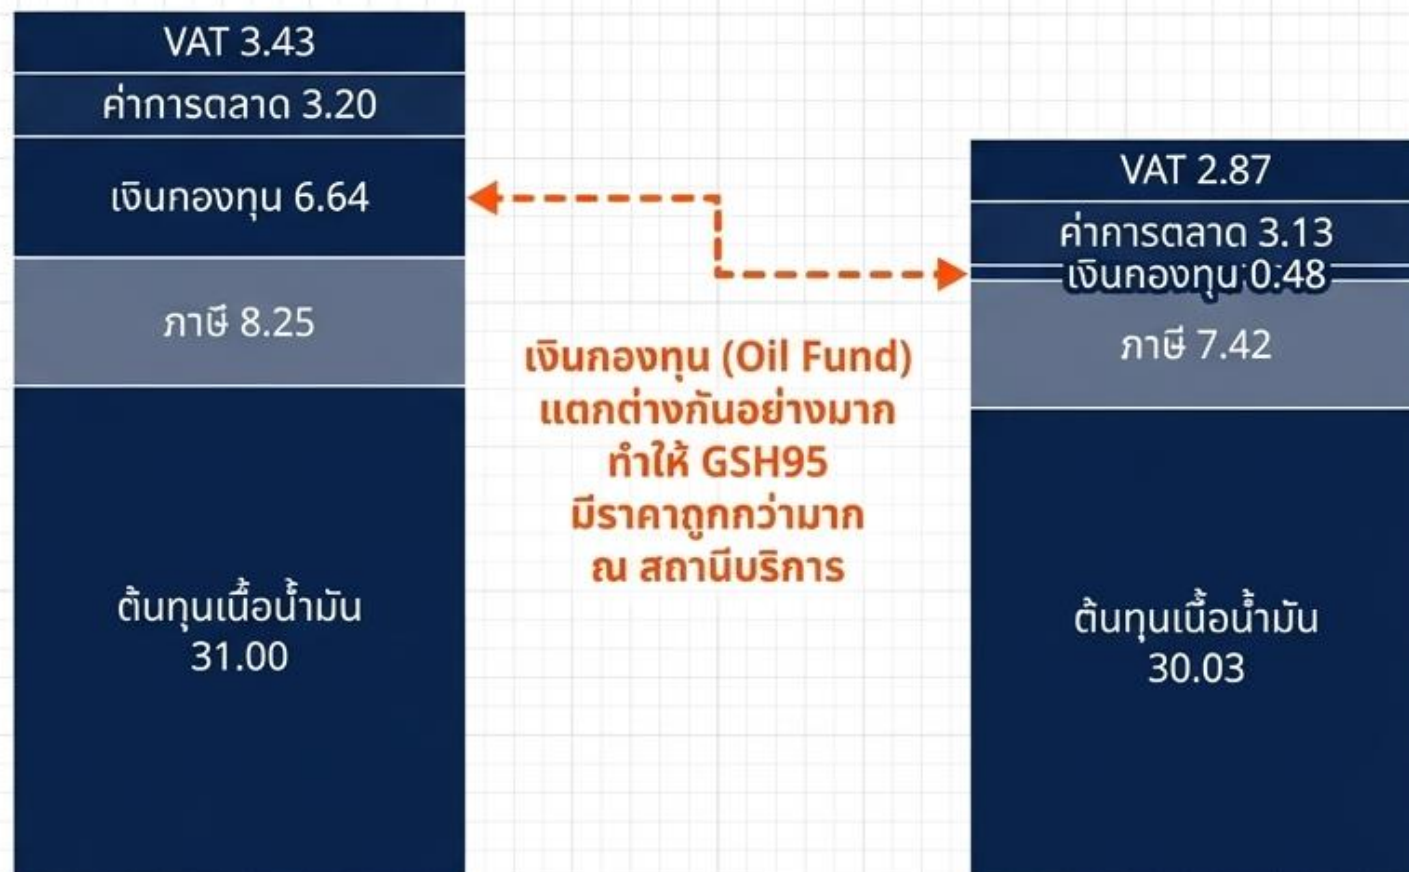 VAT 3.43
ค่าการตลาด 3.20
เงินกองทุน 6.64
ภาษี 8.25
ต้นทุนเนื้อน้ำมัน
31.00
เงินกองทุน (Oil Fund)
แตกต่างกันอย่างมาก
ทำให้ GSH95
มีราคาถูกกว่ามาก
ณ สถานีบริการ
VAT 2.87
ค่าการตลาด 3.13
เงินกองทุน 0.48
ภาษี 7.42
ต้นทุนเนื้อน้ำมัน
30.03